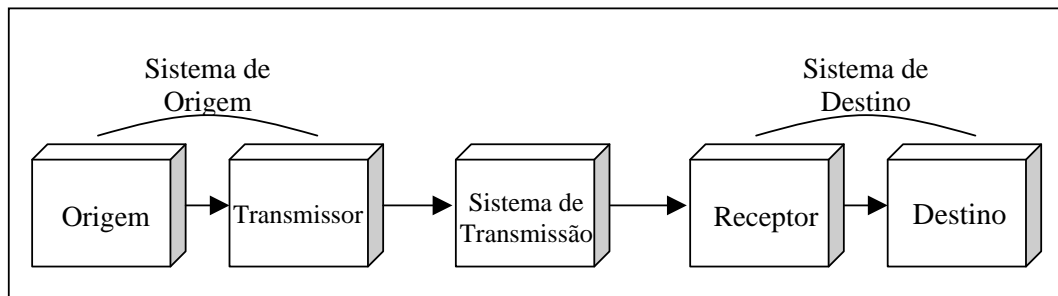 Sistema de
Origem
Sistema de
Destino
Origem
Transmissor
Sistema de
Transmissão
Receptor
Destino